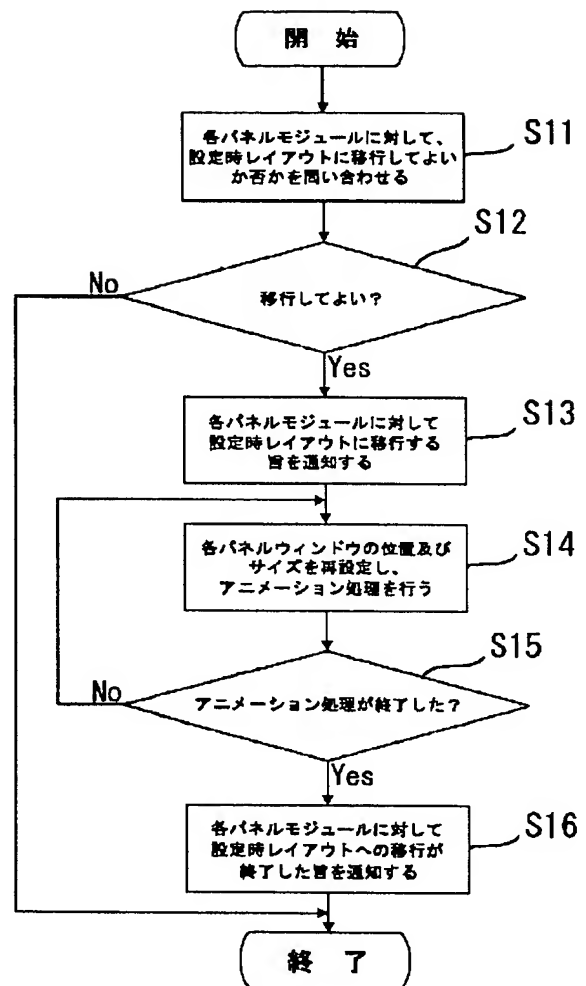 開 始
各パネルモジュールに対して、
設定時レイアウトに移行してよい
か否かを問い合わせる
S11
S12
No
移行してよい？
Yes
各パネルモジュールに対して
設定時レイアウトに移行する
旨を通知する
S13
各パネルウィンドウの位置及び
サイズを再設定し、
アニメーション処理を行う
S14
S15
No
アニメーション処理が終了した？
Yes
各パネルモジュールに対して
設定時レイアウトへの移行が
終了した旨を通知する
S16
終 了